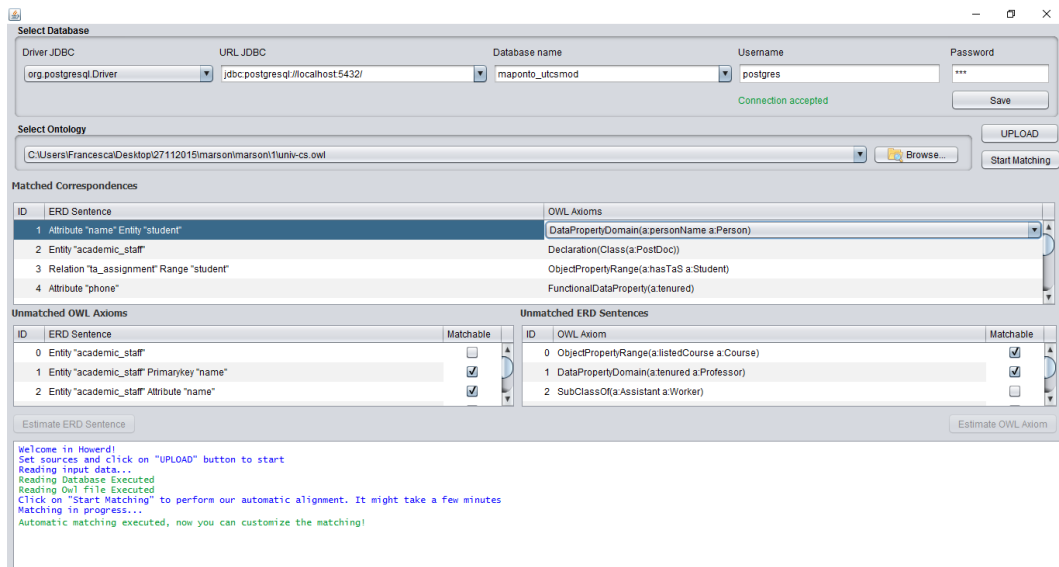 Select Database
Driver JDBC URL JDBC Database name Username Password
org.postgresql.Driver jdbc:postgresql://localhost:5432/ maponto_utcsmod postgres ***
Connection accepted Save
Select Ontology UPLOAD
C:\Users\Francesca\Desktop\27112015\marson\marson\1\univ-cs.owl Browse... Start Matching
Matched Correspondences
ID ERD Sentence OWL Axioms
1 Attribute "name" Entity "student" DataPropertyDomain(a:personName a:Person)
2 Entity "academic_staff" Declaration(Class(a:PostDoc))
3 Relation "ta_assignment" Range "student" ObjectPropertyRange(a:hasTaS a:Student)
4 Attribute "phone" FunctionalDataProperty(a:tenured)
Unmatched OWL Axioms Unmatched ERD Sentences
ID ERD Sentence Matchable ID OWL Axiom Matchable
0 Entity "academic_staff" 0 ObjectPropertyRange(a:listedCourse a:Course)
1 Entity "academic_staff" Primarykey "name" 1 DataPropertyDomain(a:tenured a:Professor)
2 Entity "academic_staff" Attribute "name" 2 SubClassOf(a:Assistant a:Worker)
Estimate ERD Sentence Estimate OWL Axiom
Welcome in Howerd!
Set sources and click on "UPLOAD" button to start
Reading input data...
Reading Database Executed
Reading Owl file Executed
Click on "Start Matching" to perform our automatic alignment. It might take a few minutes
Matching in progress...
Automatic matching executed, now you can customize the matching!